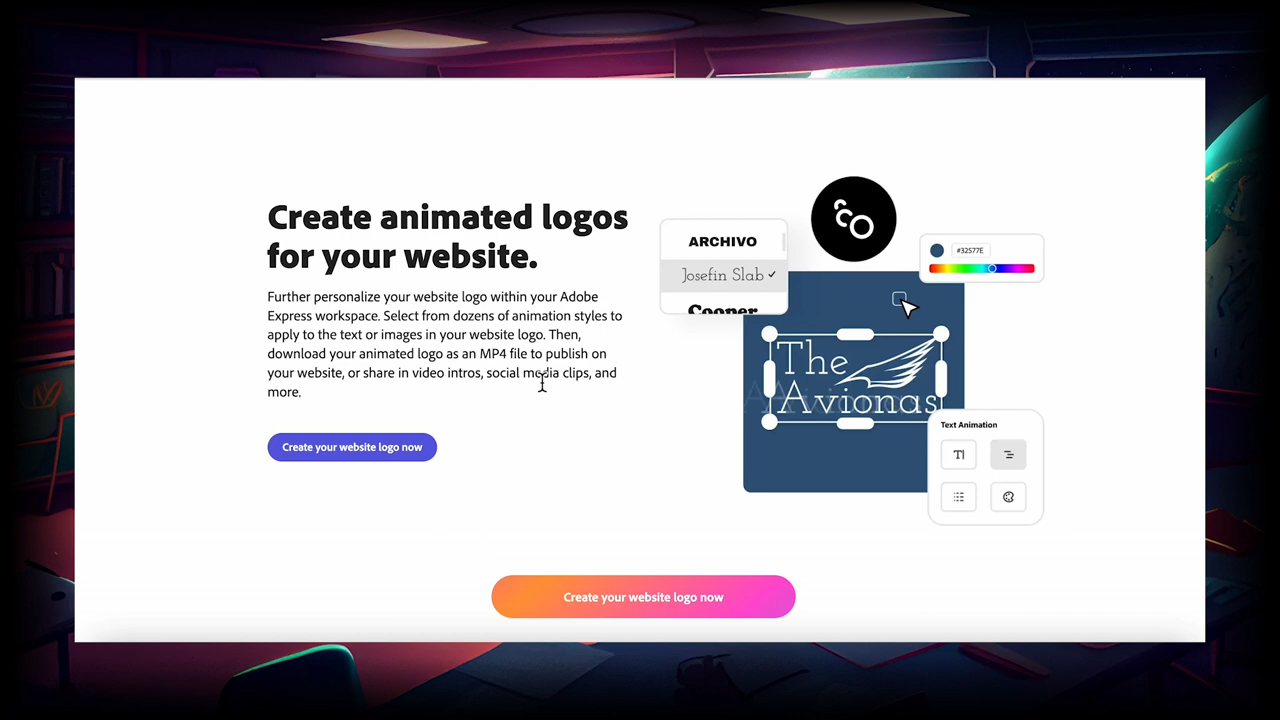 Create animated logos
for your website.
Further personalize your website logo within your Adobe
Express workspace. Select from dozens of animation styles to
apply to the text or images in your website logo. Then,
download your animated logo as an MP4 file to publish on
your website, or share in video intros, social media clips, and
more.
Create your website logo now
ARCHIVO
Josefin Slab
Cooper
#32577E
The
Avionas
Text Animation
T
Create your website logo now